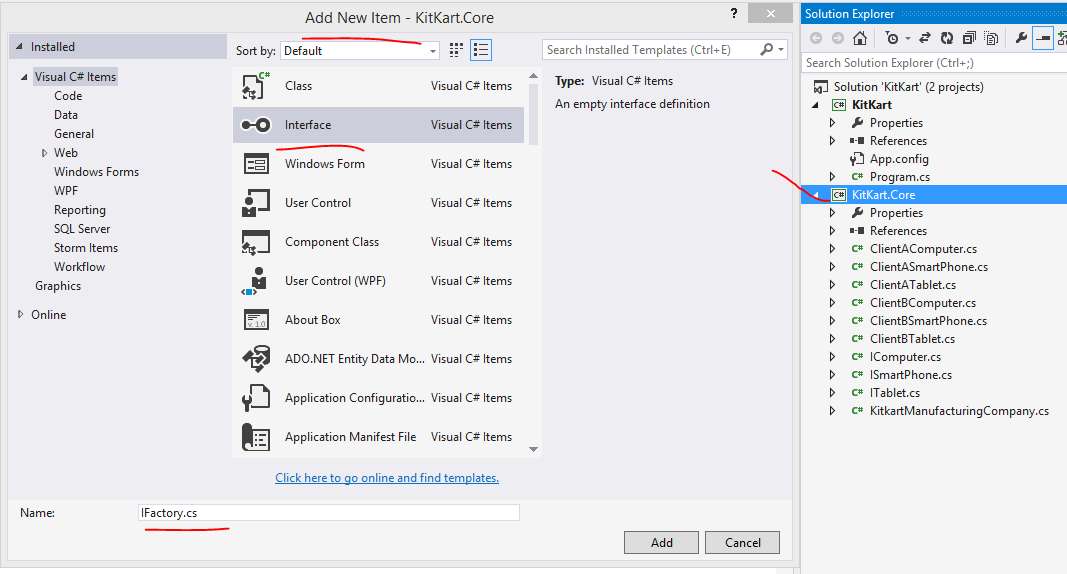 Add New Item - KitKart.Core
?
Installed
Visual C# Items
Code
Data
General
Web
Windows Forms
WPF
Reporting
SQL Server
Storm Items
Workflow
Graphics
Online
Sort by: Default
Class Visual C# Items
Interface Visual C# Items
Windows Form Visual C# Items
User Control Visual C# Items
Component Class Visual C# Items
User Control (WPF) Visual C# Items
About Box Visual C# Items
ADO.NET Entity Data Mo... Visual C# Items
Application Configuratio... Visual C# Items
Application Manifest File Visual C# Items
Click here to go online and find templates.
Search Installed Templates (Ctrl+E)
Type: Visual C# Items
An empty interface definition
Name: IFactory.cs
Add Cancel
Solution Explorer
Search Solution Explorer (Ctrl+;)
Solution 'KitKart' (2 projects)
C# KitKart
Properties
References
App.config
C# Program.cs
C# KitKart.Core
Properties
References
C# ClientAComputer.cs
C# ClientASmartPhone.cs
C# ClientATablet.cs
C# ClientBComputer.cs
C# ClientBSmartPhone.cs
C# ClientBTablet.cs
C# IComputer.cs
C# ISmartPhone.cs
C# ITablet.cs
C# KitkartManufacturingCompany.cs